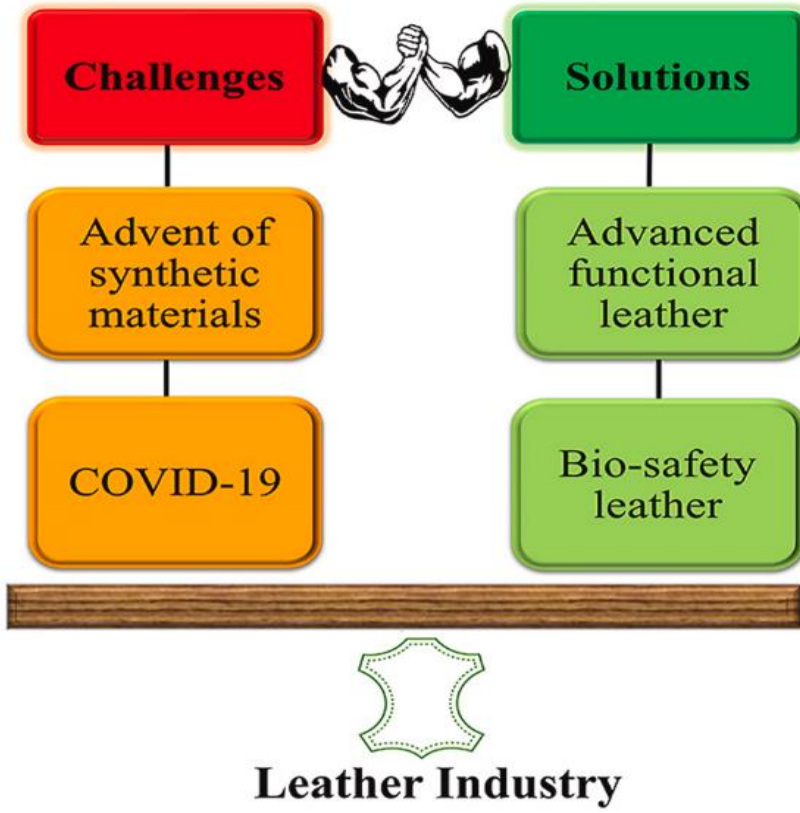 Challenges
Solutions
Advent of
synthetic
materials
Advanced
functional
leather
COVID-19
Bio-safety
leather
Leather Industry